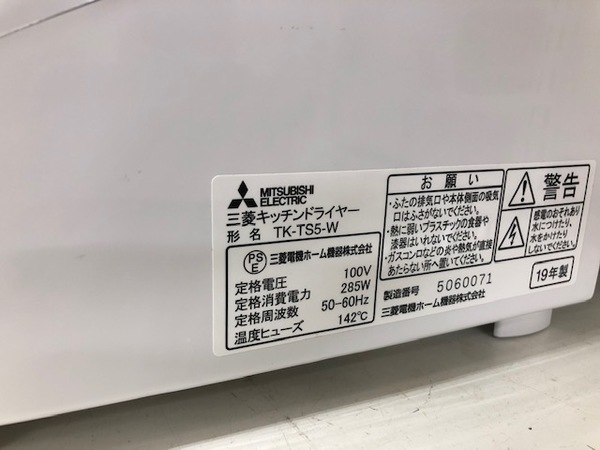 MITSUBISHI
ELECTRIC
三菱キッチンドライヤー
形 名 TK-TS5-W
PS
E
三菱電機ホーム機器株式会社
定格電圧 100V
定格消費電力 285W
定格周波数 50-60Hz
温度ヒューズ 142℃
お 願 い
・ふたの排気口や本体側面の吸気
口はふさがないでください。
・熱に弱いプラスチックの食器や
漆器はいれないでください。
・ガスコンロなどの炎や熱気が直接
あたらない所へ置いてください。
製造番号 5060071
三菱電機ホーム機器株式会社
警告
感電のおそれあり
水につけたり、
水をかけたり
しないでください。
19年製